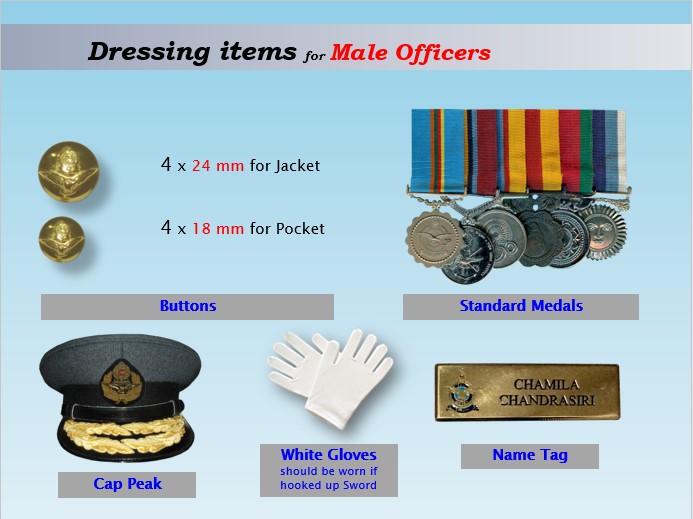 Dressing items for Male Officers
4 x 24 mm for Jacket
4 x 18 mm for Pocket
Buttons
Standard Medals
CHAMILA
CHANDRASIRI
White Gloves
should be worn if
hooked up Sword
Name Tag
Cap Peak